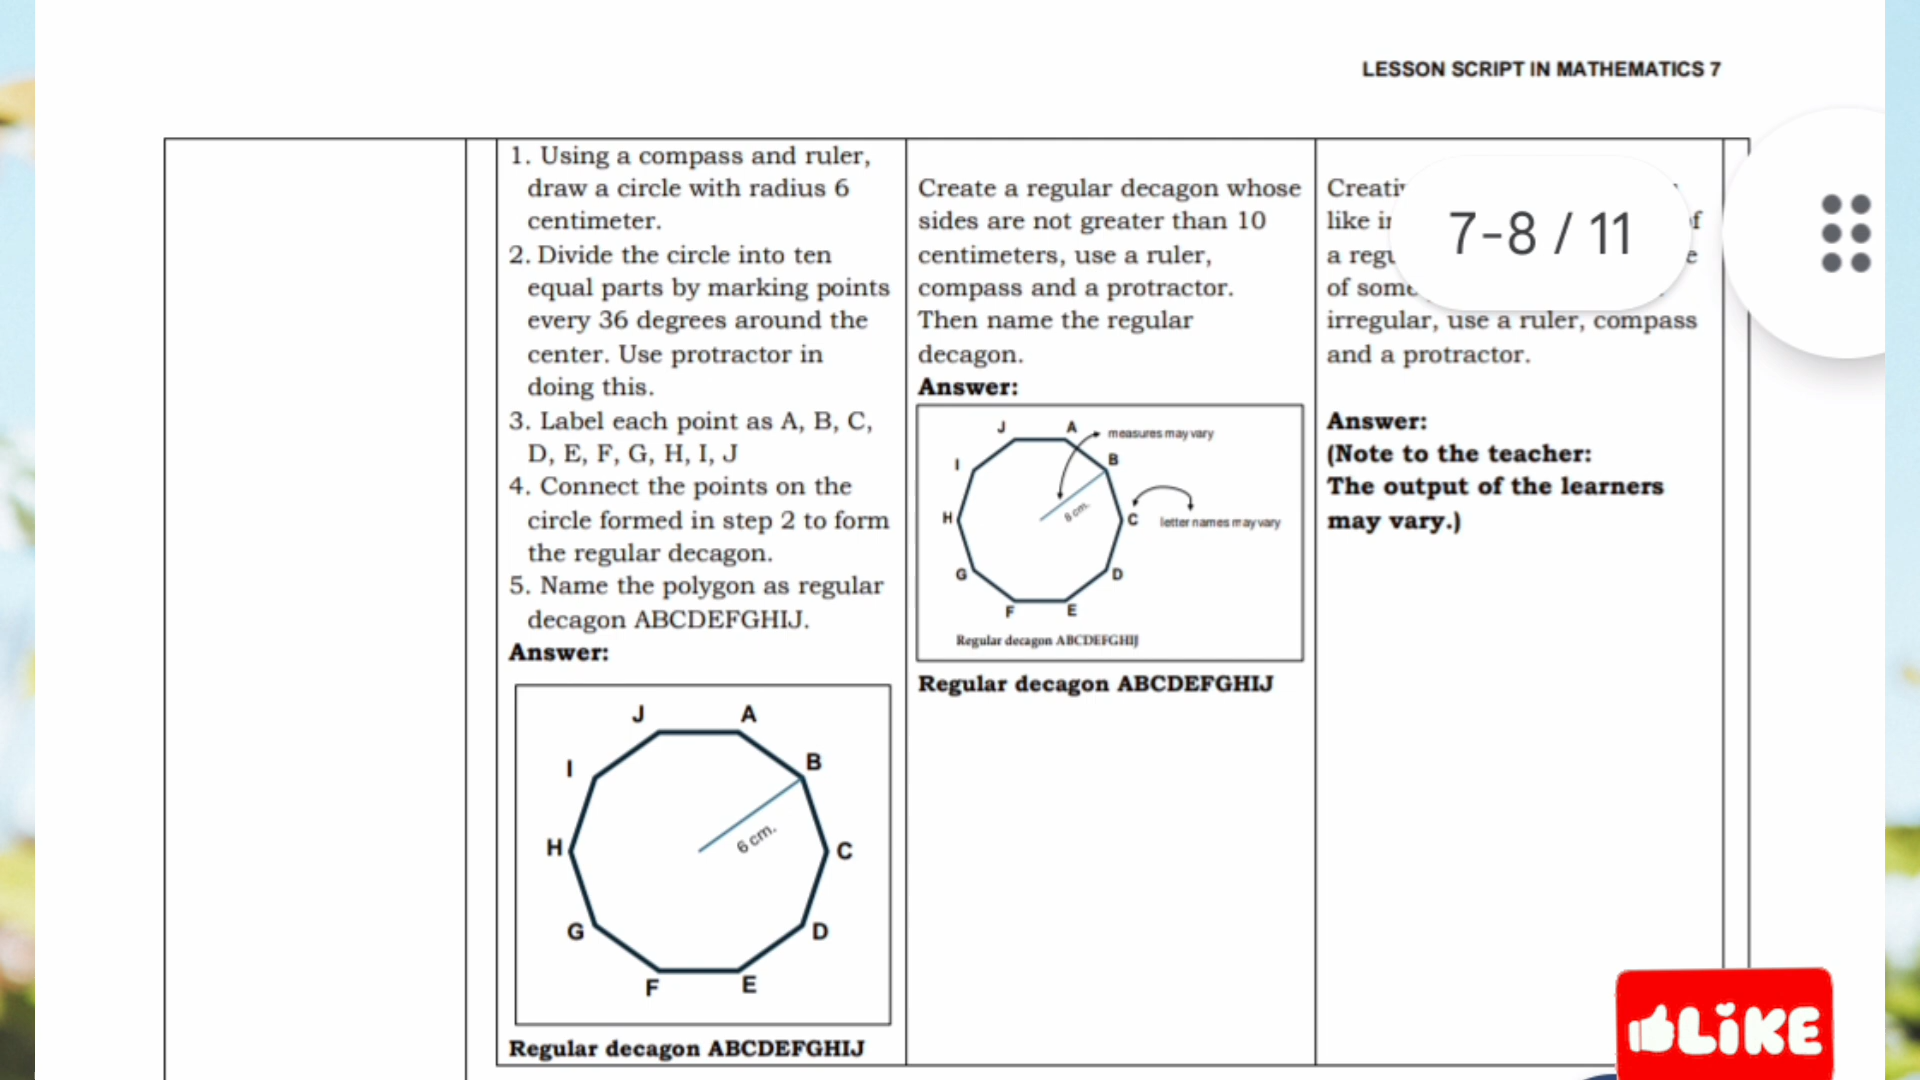 LESSON SCRIPT IN MATHEMATICS 7
1. Using a compass and ruler,
draw a circle with radius 6
centimeter.
2. Divide the circle into ten
equal parts by marking points
every 36 degrees around the
center. Use protractor in
doing this.
3. Label each point as A, B, C,
D, E, F, G, H, I, J
4. Connect the points on the
circle formed in step 2 to form
the regular decagon.
5. Name the polygon as regular
decagon ABCDEFGHIJ.
Answer:
J A
I B
6 cm.
H C
G D
F E
Regular decagon ABCDEFGHIJ
Create a regular decagon whose
sides are not greater than 10
centimeters, use a ruler,
compass and a protractor.
Then name the regular
decagon.
Answer:
J A measures may vary
I B
6 cm.
H C letter names may vary
G D
F E
Regular decagon ABCDEFGHIJ
Regular decagon ABCDEFGHIJ
like
a
of some
irregular, use a ruler, compass
and a protractor.
Answer:
(Note to the teacher:
The output of the learners
may vary.)
7-8 / 11
LiKE